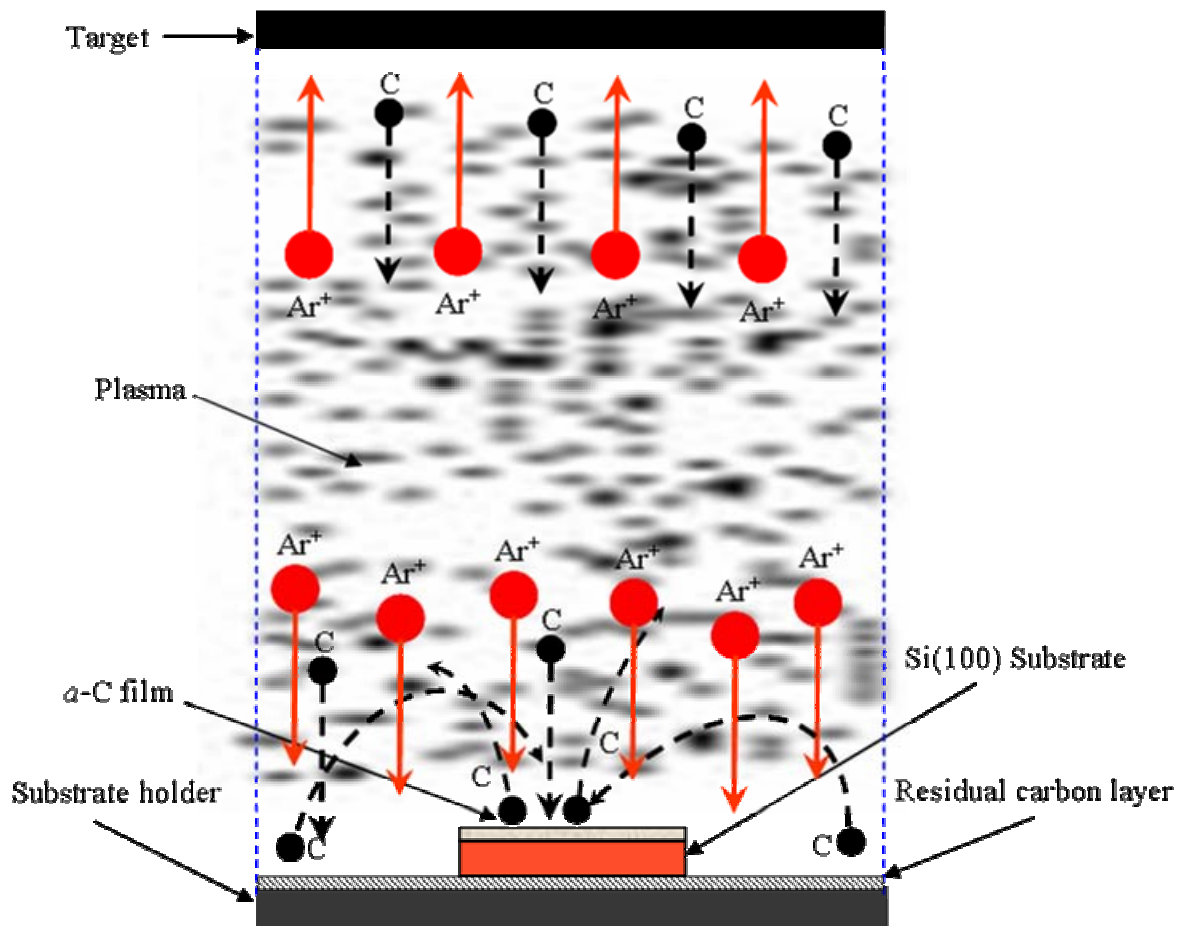 Target
C
C
C
C
Ar+
Ar+
Ar+
Ar+
Plasma
Ar+
Ar+
Ar+
Ar+
Ar+
Ar+
C
C
Si(100) Substrate
a-C film
C
C
Substrate holder
Residual carbon layer
C
C